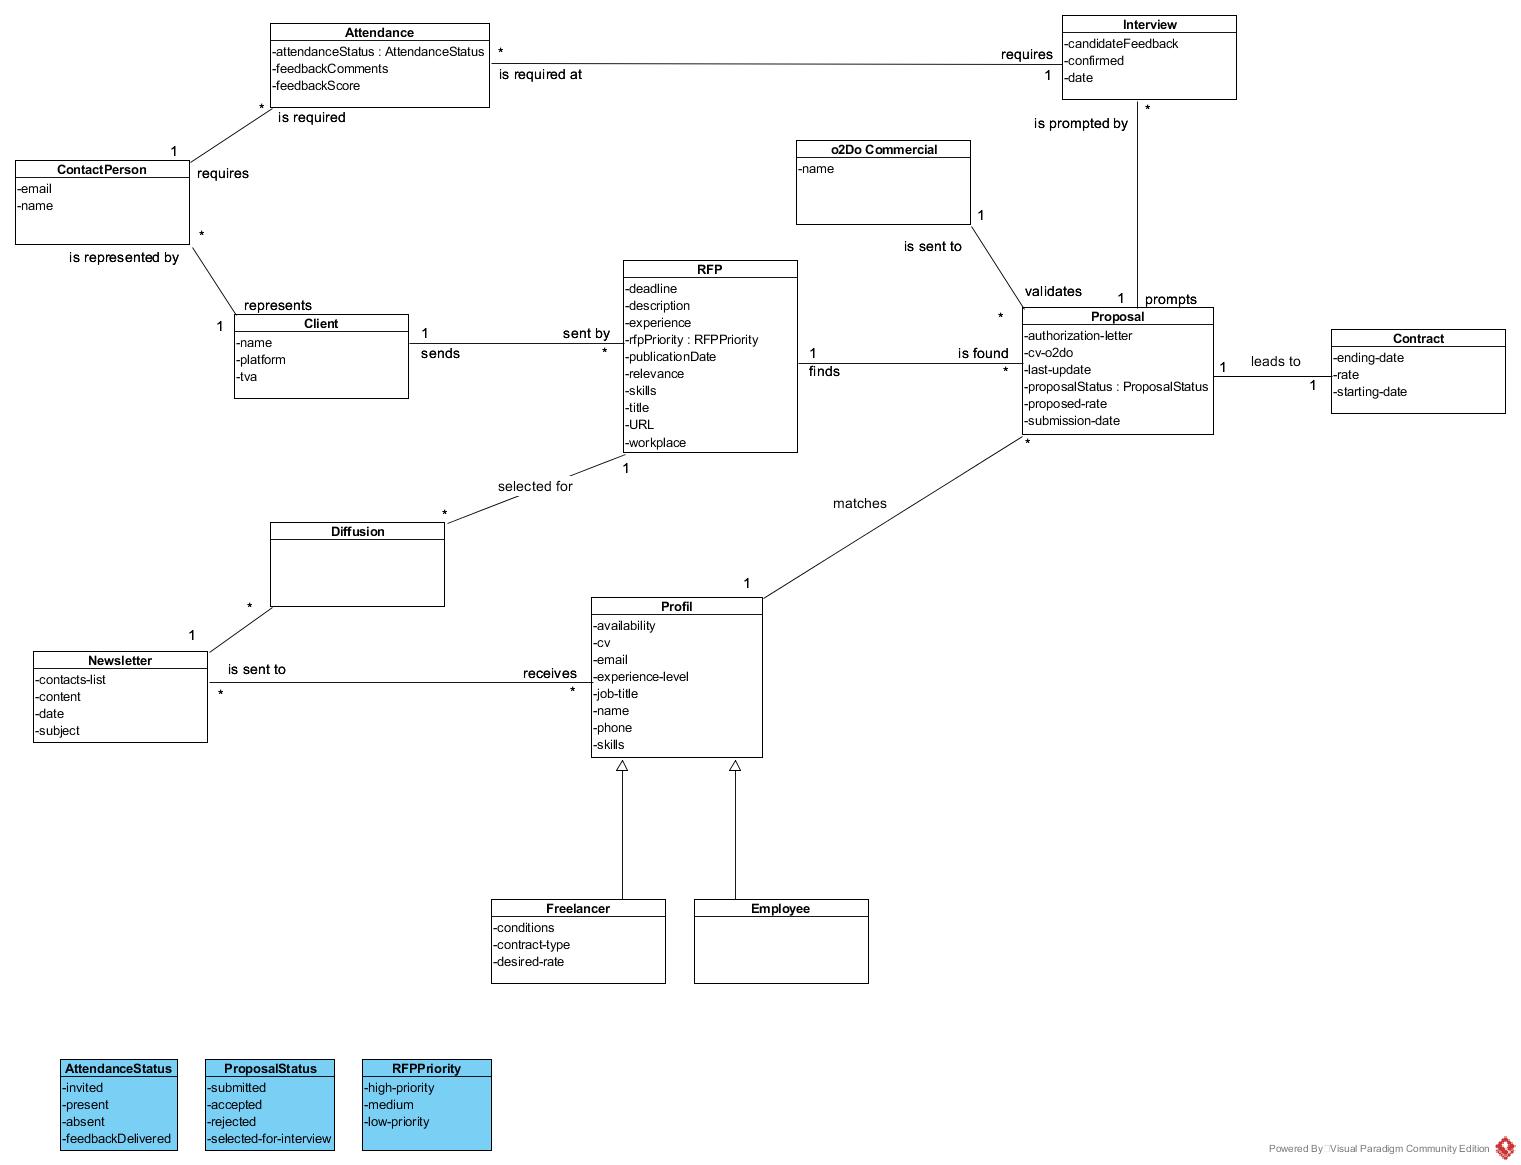 Attendance
-attendanceStatus : AttendanceStatus
-feedbackComments
-feedbackScore
*
is required at
requires
1
Interview
-candidateFeedback
-confirmed
-date
*
is required
1
requires
ContactPerson
-email
-name
*
is represented by
represents
1
Client
-name
-platform
-tva
1
sends
sent by
*
RFP
-deadline
-description
-experience
-rfpPriority : RFPPriority
-publicationDate
-relevance
-skills
-title
-URL
-workplace
o2Do Commercial
-name
1
is sent to
validates
*
*
is prompted by
1
prompts
Proposal
-authorization-letter
-cv-o2do
-last-update
-proposalStatus : ProposalStatus
-proposed-rate
-submission-date
1
finds
is found
*
1
leads to
1
Contract
-ending-date
-rate
-starting-date
1
selected for
*
Diffusion
*
1
Newsletter
-contacts-list
-content
-date
-subject
is sent to
*
receives
*
*
matches
1
Profil
-availability
-cv
-email
-experience-level
-job-title
-name
-phone
-skills
Freelancer
-conditions
-contract-type
-desired-rate
Employee
AttendanceStatus
-invited
-present
-absent
-feedbackDelivered
ProposalStatus
-submitted
-accepted
-rejected
-selected-for-interview
RFPPriority
-high-priority
-medium
-low-priority
Powered By Visual Paradigm Community Edition